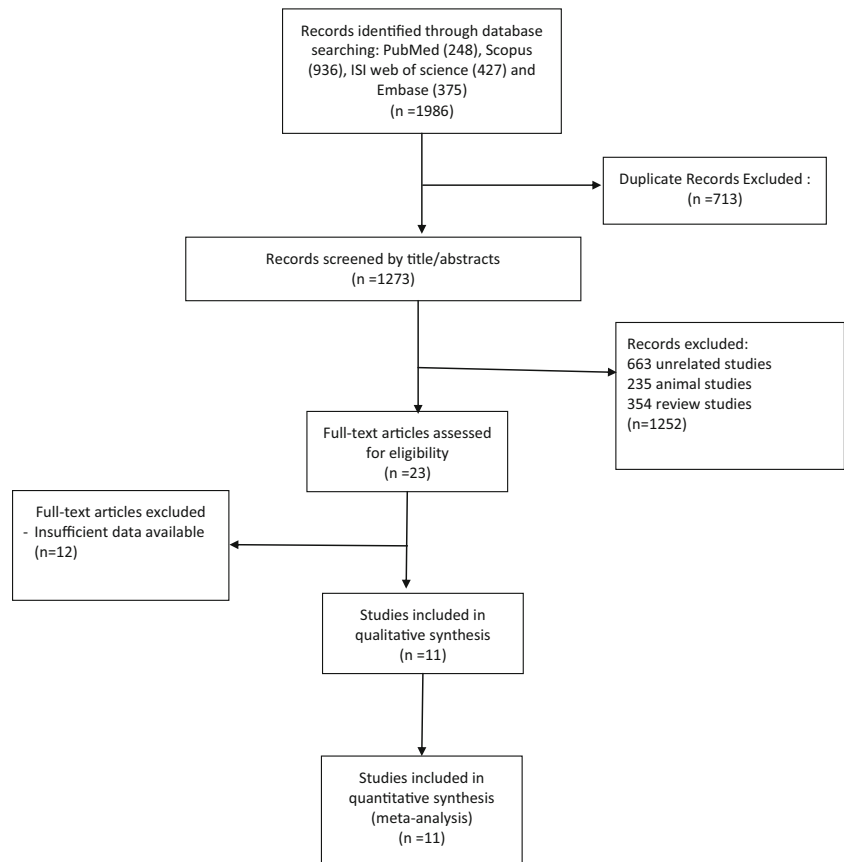 Records identified through database
searching: PubMed (248), Scopus
(936), ISI web of science (427) and
Embase (375)
(n =1986)
Duplicate Records Excluded :
(n =713)
Records screened by title/abstracts
(n =1273)
Records excluded:
663 unrelated studies
235 animal studies
354 review studies
(n=1252)
Full-text articles assessed
for eligibility
(n =23)
Full-text articles excluded
- Insufficient data available
(n=12)
Studies included in
qualitative synthesis
(n =11)
Studies included in
quantitative synthesis
(meta-analysis)
(n =11)